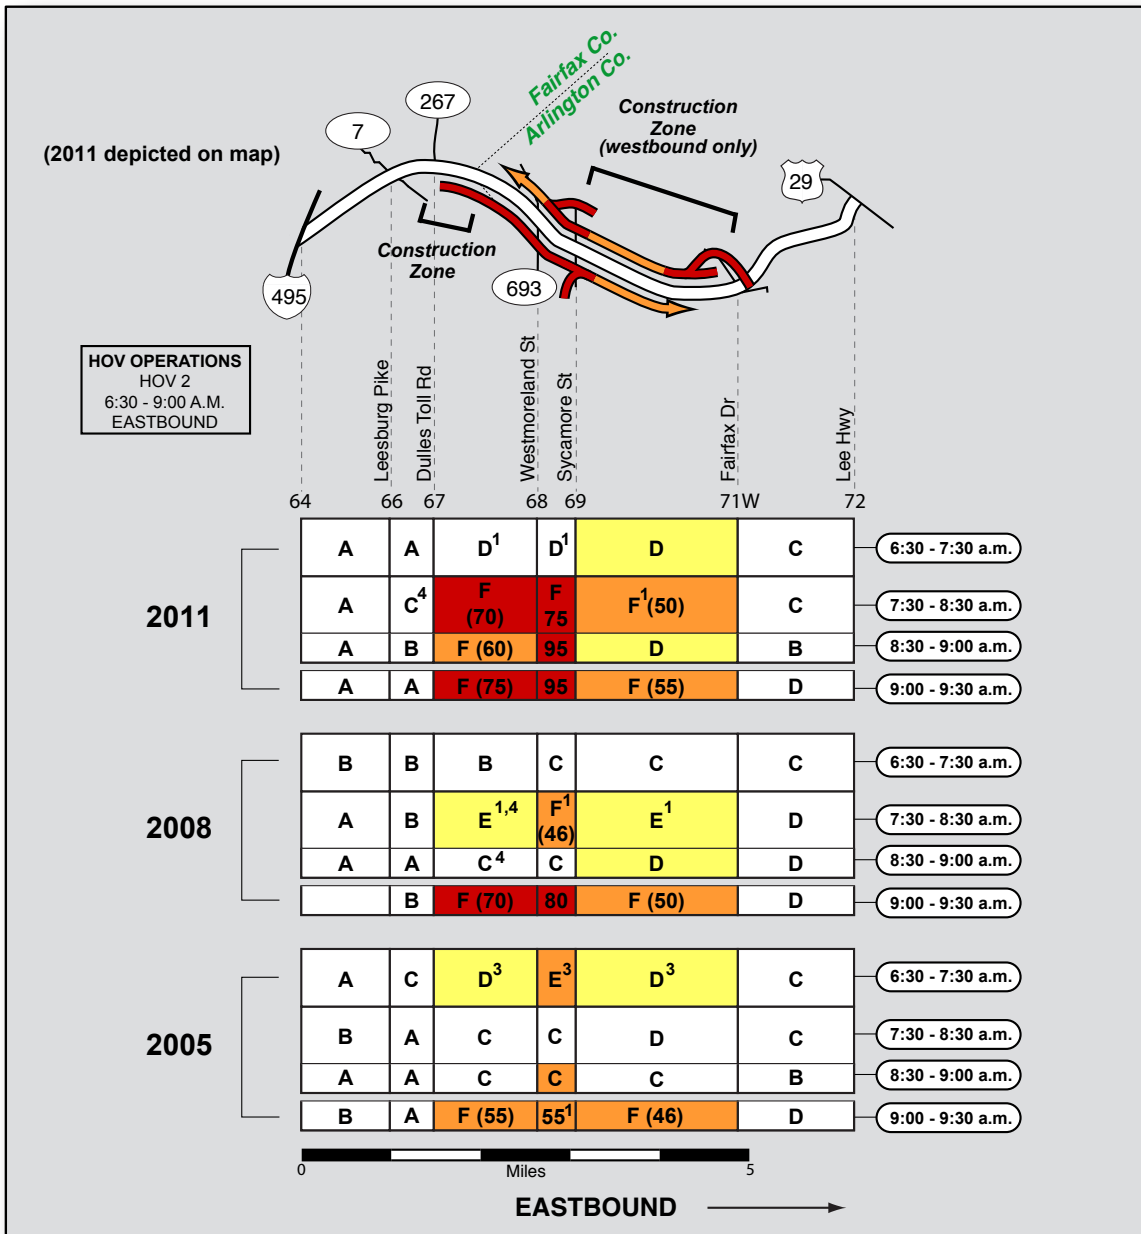 Fairfax Co.
Arlington Co.
267
7
(2011 depicted on map)
Construction
Zone
(westbound only)
29
Construction
Zone
693
495
HOV OPERATIONS
HOV 2
6:30 - 9:00 A.M.
EASTBOUND
Leesburg Pike
Dulles Toll Rd
Westmoreland St
Sycamore St
Fairfax Dr
Lee Hwy
64 66 67 68 69 71W 72
2011
A A D1 D1 D C 6:30 - 7:30 a.m.
A C4 F (70) F 75 F1(50) C 7:30 - 8:30 a.m.
A B F (60) 95 D B 8:30 - 9:00 a.m.
A A F (75) 95 F (55) D 9:00 - 9:30 a.m.
2008
B B B C C C 6:30 - 7:30 a.m.
A B E1,4 F1 (46) E1 D 7:30 - 8:30 a.m.
A A C4 C D D 8:30 - 9:00 a.m.
B F (70) 80 F (50) D 9:00 - 9:30 a.m.
2005
A C D3 E3 D3 C 6:30 - 7:30 a.m.
B A C C D C 7:30 - 8:30 a.m.
A A C C C B 8:30 - 9:00 a.m.
B A F (55) 551 F (46) D 9:00 - 9:30 a.m.
0 Miles 5
EASTBOUND